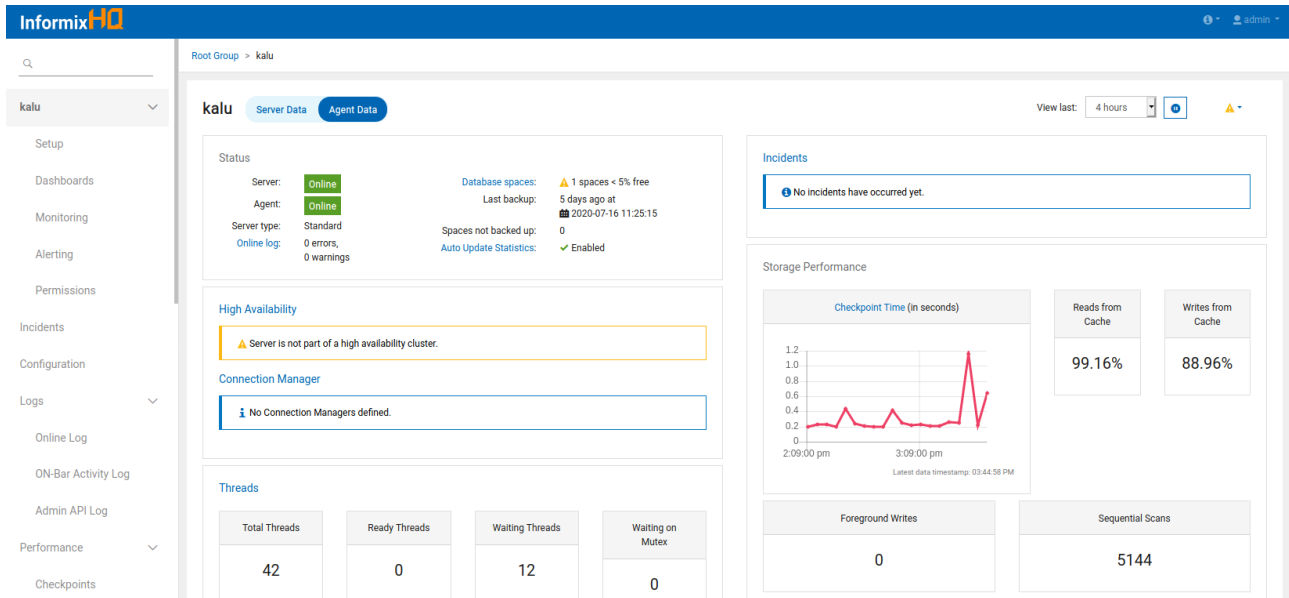 InformixHQ
admin
Root Group > kalu
kalu
Setup
Dashboards
Monitoring
Alerting
Permissions
Incidents
Configuration
Logs
Online Log
ON-Bar Activity Log
Admin API Log
Performance
Checkpoints
kalu
Server Data
Agent Data
View last:
4 hours
Status
Server:
Online
Agent:
Online
Server type:
Standard
Online log:
0 errors,
0 warnings
Database spaces:
1 spaces < 5% free
Last backup:
5 days ago at
2020-07-16 11:25:15
Spaces not backed up:
0
Auto Update Statistics:
Enabled
High Availability
Server is not part of a high availability cluster.
Connection Manager
No Connection Managers defined.
Threads
Total Threads
42
Ready Threads
0
Waiting Threads
12
Waiting on
Mutex
0
Incidents
No incidents have occurred yet.
Storage Performance
Checkpoint Time (in seconds)
1.2
1.0
0.8
0.6
0.4
0.2
0
2:09:00 pm
3:09:00 pm
Latest data timestamp: 03:44:58 PM
Reads from
Cache
99.16%
Writes from
Cache
88.96%
Foreground Writes
0
Sequential Scans
5144